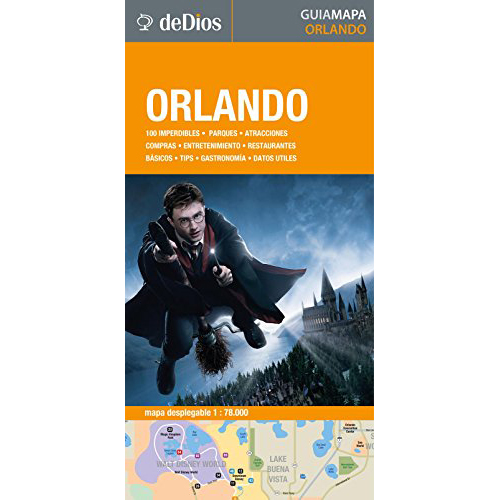 deDios
GUIAMAPA
ORLANDO
ORLANDO
100 IMPERDIBLES • PARQUES • ATRACCIONES
COMPRAS • ENTRETENIMIENTO • RESTAURANTES
BÁSICOS • TIPS • GASTRONOMÍA • DATOS UTILES
mapa desplegable 1 : 78.000
WALT DISNEY WORLD
LAKE
BUENA
VISTA